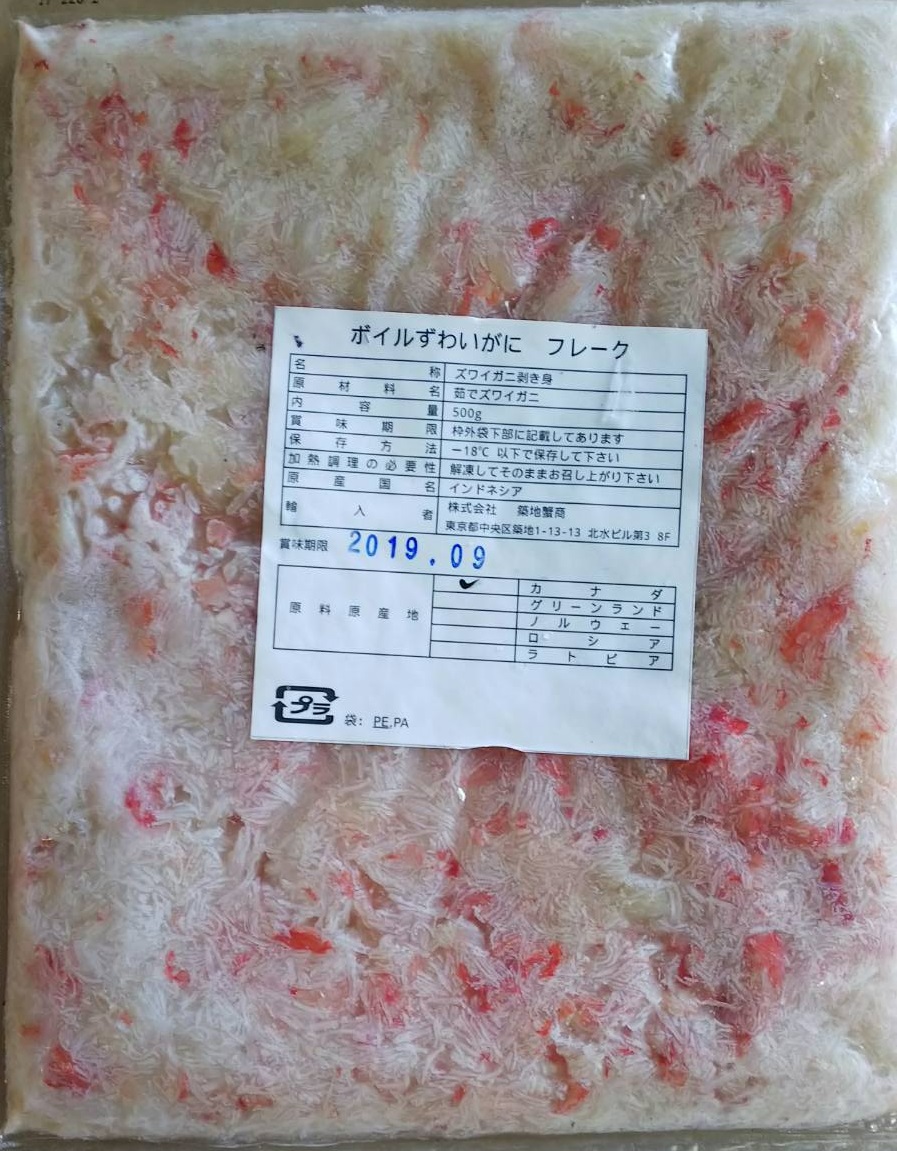 ボイルずわいがに フレーク
名称 ズワイガニ剥き身
原材料名 茹でズワイガニ
内容量 500g
賞味期限 枠外袋下部に記載してあります
保存方法 −18℃ 以下で保存して下さい
加熱調理の必要性 解凍してそのままお召し上がり下さい
原産国名 インドネシア
輸入者 株式会社 築地蟹商
東京都中央区築地1-13-13 北水ビル第3 8F
賞味期限 2019.09
原料原産地 ✓ カナダ
グリーンランド
ノルウェー
ロシア
ラトビア
プラ 袋: PE,PA